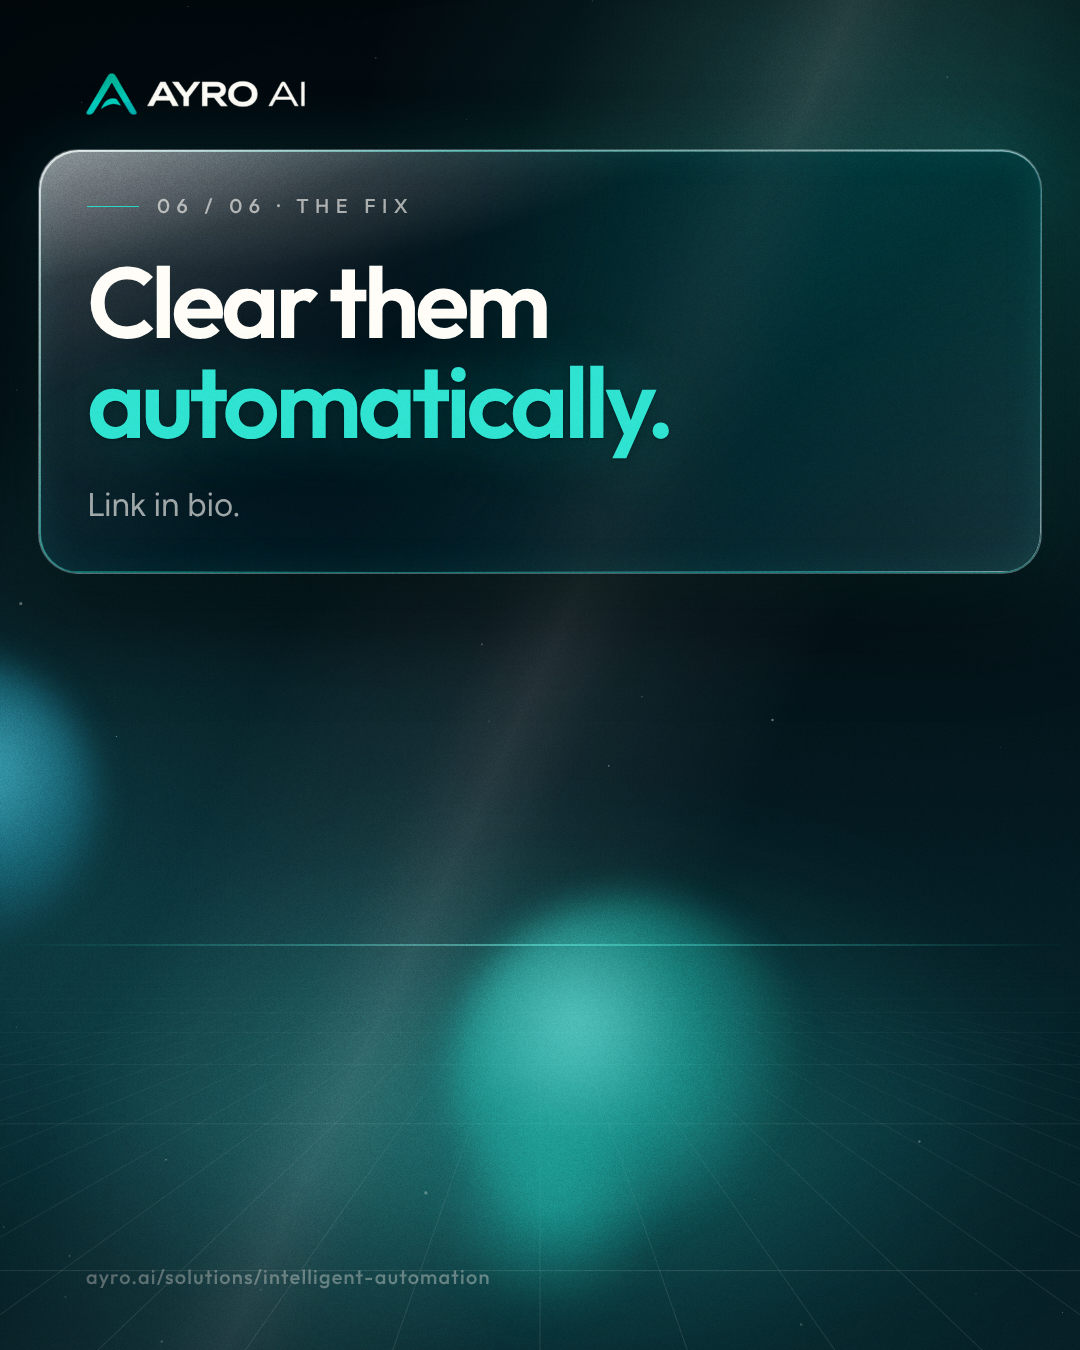 AYRO AI
06 / 06 · THE FIX
Clear them
automatically.
Link in bio.
ayro.ai/solutions/intelligent-automation